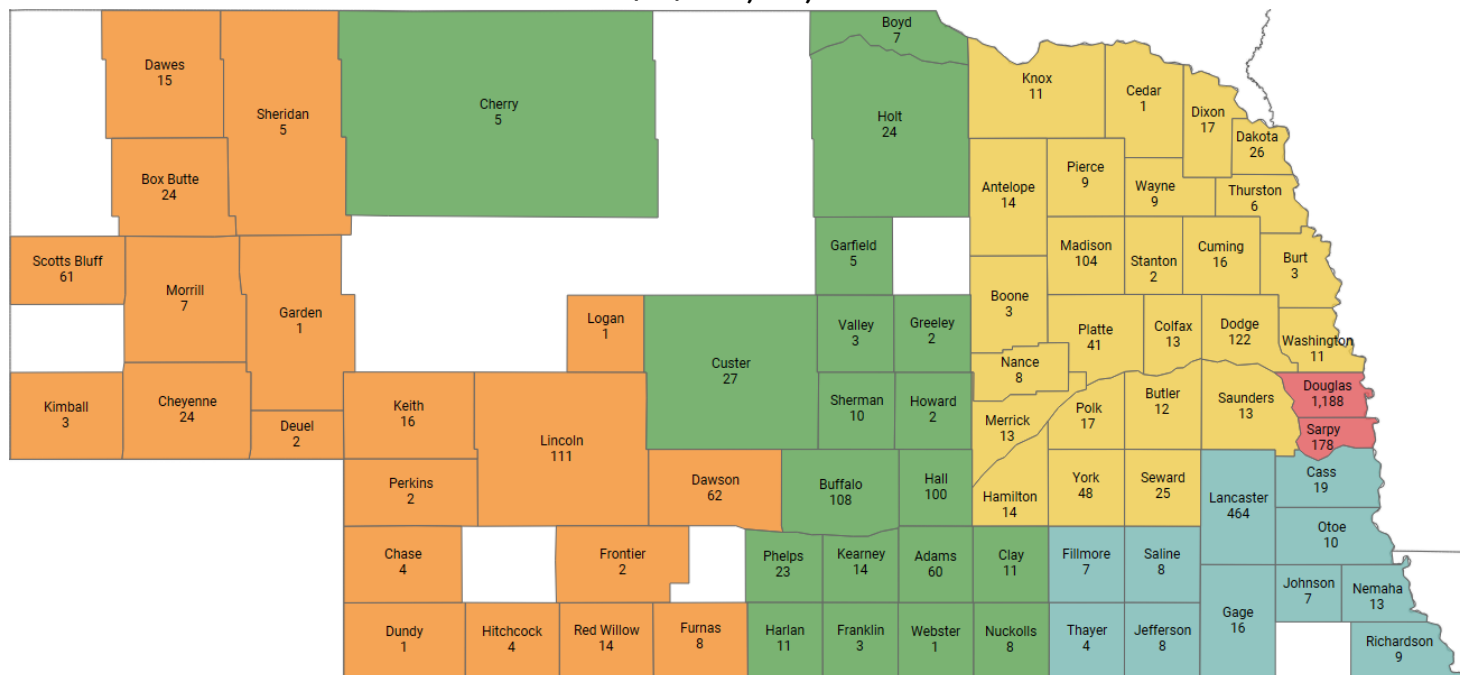 Boyd
7
Dawes
15
Sheridan
5
Cherry
5
Holt
24
Knox
11
Cedar
1
Dixon
17
Dakota
26
Box Butte
24
Antelope
14
Pierce
9
Wayne
9
Thurston
6
Scotts Bluff
61
Morrill
7
Garden
1
Garfield
5
Madison
104
Stanton
2
Cuming
16
Burt
3
Logan
1
Custer
27
Valley
3
Greeley
2
Boone
3
Nance
8
Platte
41
Colfax
13
Dodge
122
Washington
11
Kimball
3
Cheyenne
24
Deuel
2
Keith
16
Lincoln
111
Sherman
10
Howard
2
Merrick
13
Polk
17
Butler
12
Saunders
13
Douglas
1,188
Sarpy
178
Perkins
2
Dawson
62
Buffalo
108
Hall
100
Hamilton
14
York
48
Seward
25
Lancaster
464
Cass
19
Otoe
10
Chase
4
Frontier
2
Phelps
23
Kearney
14
Adams
60
Clay
11
Fillmore
7
Saline
8
Gage
16
Johnson
7
Nemaha
13
Dundy
1
Hitchcock
4
Red Willow
14
Furnas
8
Harlan
11
Franklin
3
Webster
1
Nuckolls
8
Thayer
4
Jefferson
8
Richardson
9